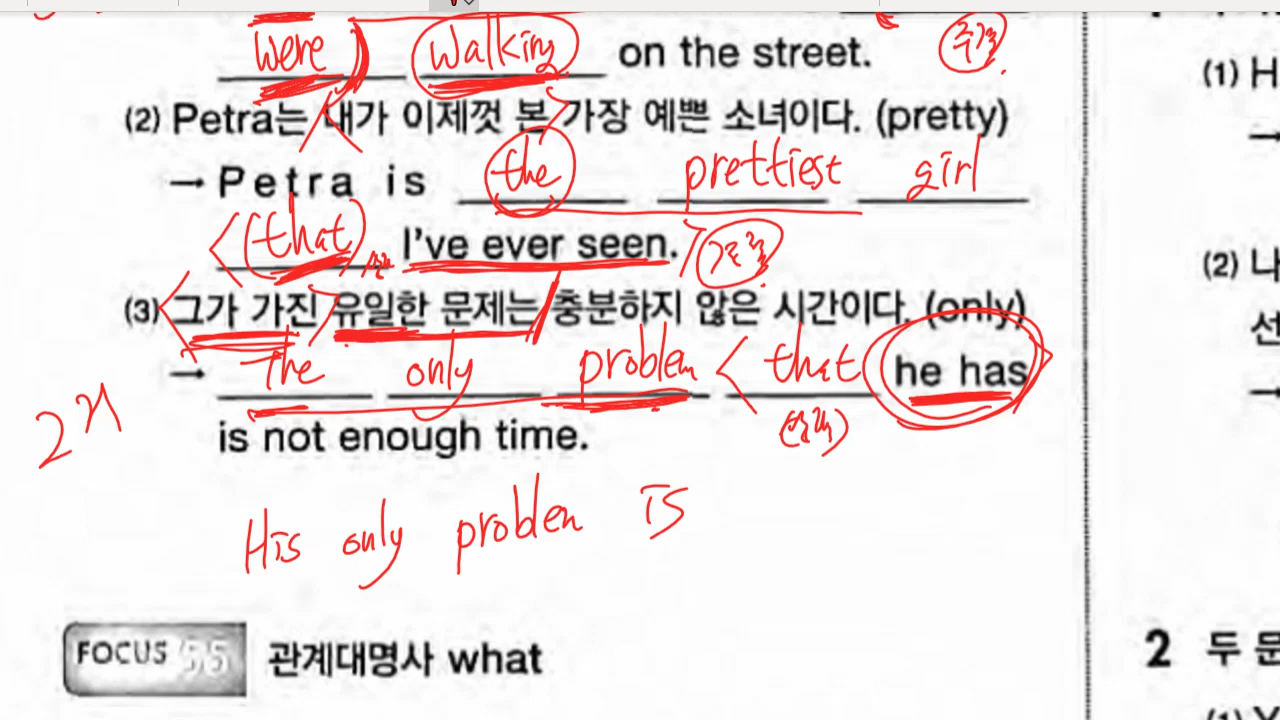 were walking on the street. 주격
(2) Petra는 내가 이제껏 본 가장 예쁜 소녀이다. (pretty)
→ Petra is the prettiest girl
(that) I've ever seen.
(3) 그가 가진 유일한 문제는 충분하지 않은 시간이다. (only)
→ The only problem that he has
is not enough time.
His only problem is
FOCUS 55 관계대명사 what
(1) H
→
(2) 나
선
→
2 두 문